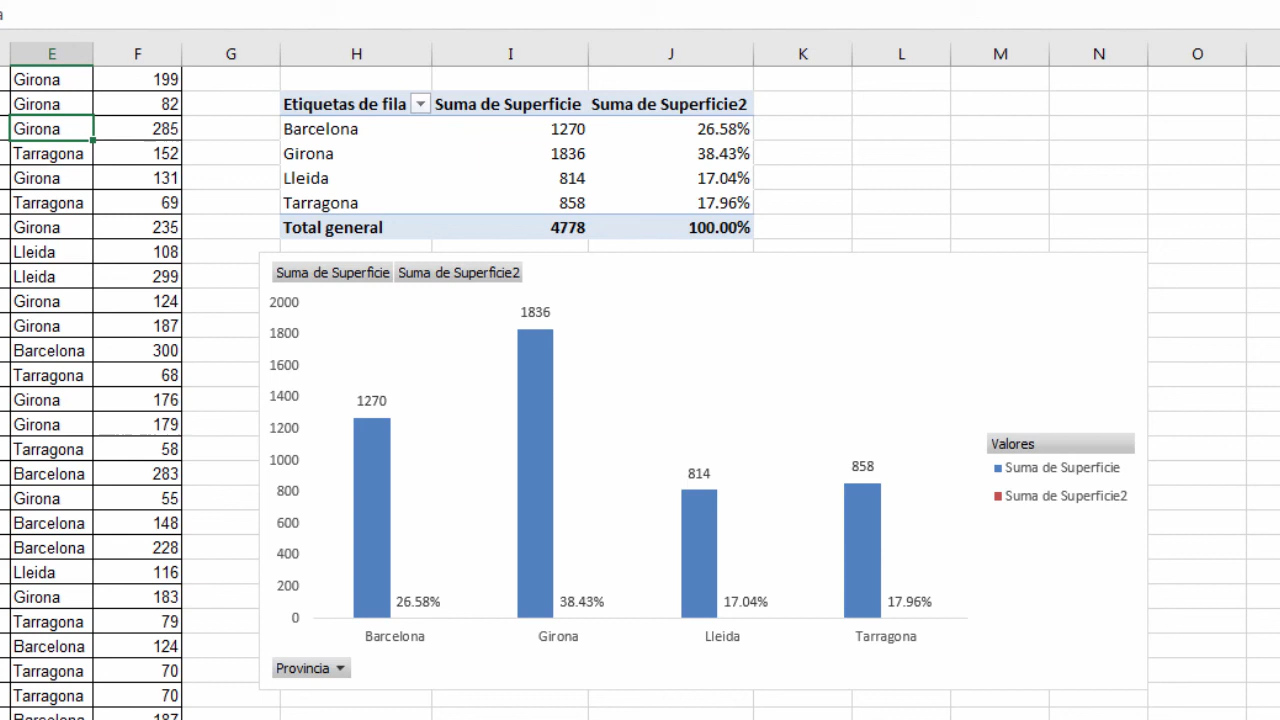 a
E F G H I J K L M N O
Girona 199
Girona 82 Etiquetas de fila Suma de Superficie Suma de Superficie2
Girona 285 Barcelona 1270 26.58%
Tarragona 152 Girona 1836 38.43%
Girona 131 Lleida 814 17.04%
Tarragona 69 Tarragona 858 17.96%
Girona 235 Total general 4778 100.00%
Lleida 108
Lleida 299
Girona 124
Girona 187
Barcelona 300
Tarragona 68
Girona 176
Girona 179
Tarragona 58
Barcelona 283
Girona 55
Barcelona 148
Barcelona 228
Lleida 116
Girona 183
Tarragona 79
Barcelona 124
Tarragona 70
Tarragona 70
Barcelona 187
Suma de Superficie Suma de Superficie2
2000
1800
1600
1400
1200
1000
800
600
400
200
0
1270
1836
814
858
26.58% 38.43% 17.04% 17.96%
Barcelona Girona Lleida Tarragona
Valores
Suma de Superficie
Suma de Superficie2
Provincia